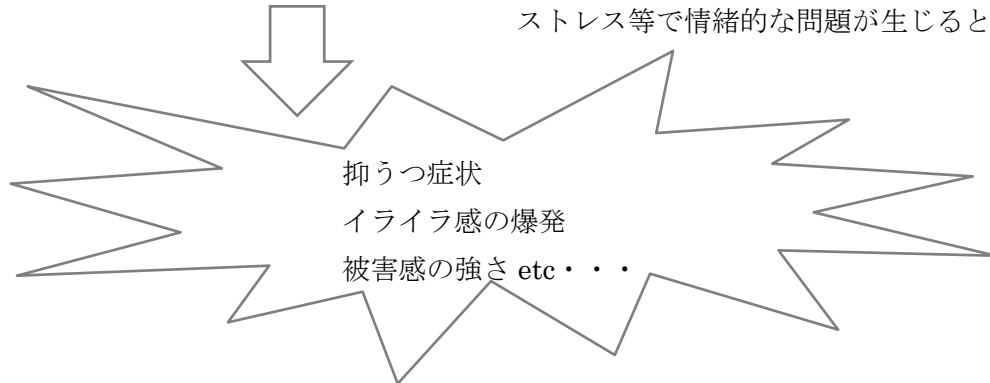 ストレス等で情緒的な問題が生じると
抑うつ症状
イライラ感の爆発
被害感の強さ etc・・・